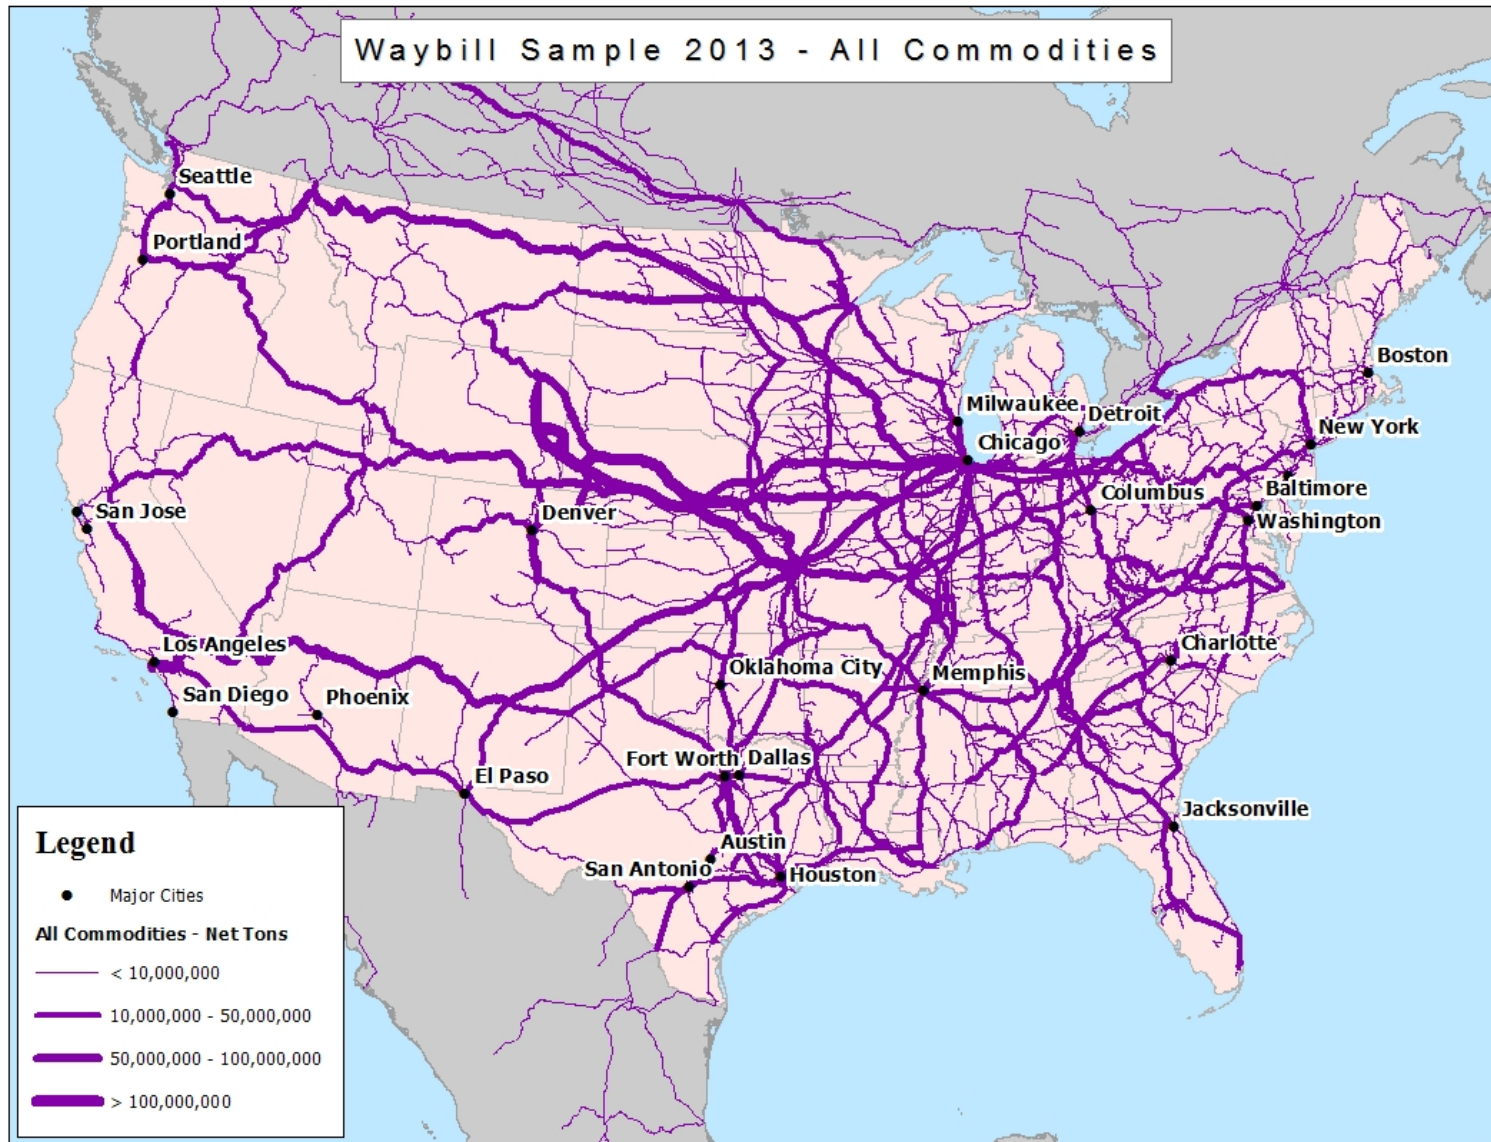 Waybill Sample 2013 - All Commodities
Seattle
Portland
Boston
Milwaukee
Detroit
New York
Chicago
Columbus
Baltimore
San Jose
Denver
Washington
Los Angeles
Charlotte
Oklahoma City
Memphis
San Diego
Phoenix
Fort Worth
Dallas
El Paso
Jacksonville
Austin
San Antonio
Houston
Legend
Major Cities
All Commodities - Net Tons
< 10,000,000
10,000,000 - 50,000,000
50,000,000 - 100,000,000
> 100,000,000